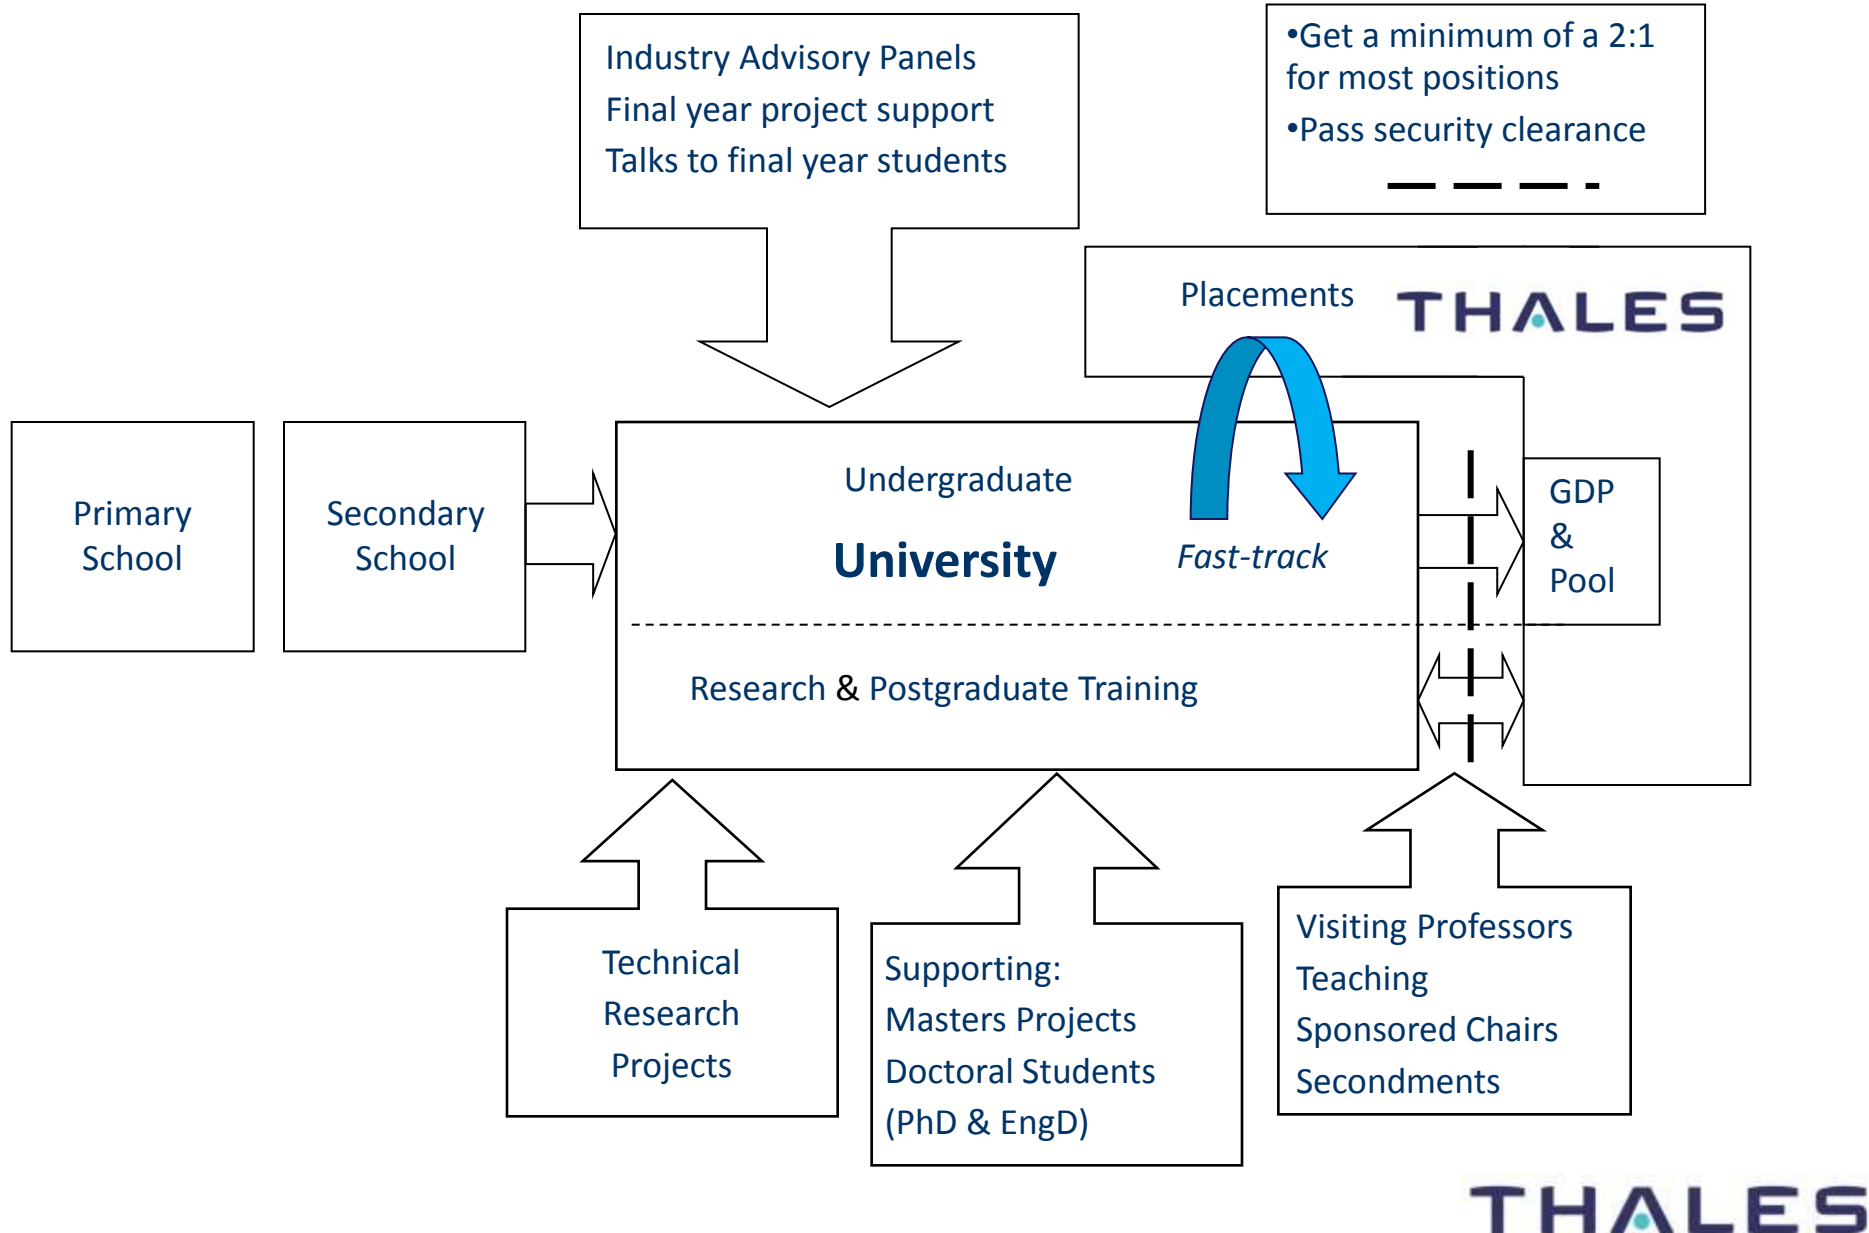 Industry Advisory Panels
Final year project support
Talks to final year students
•Get a minimum of a 2:1
for most positions
•Pass security clearance
Placements
THALES
Primary
School
Secondary
School
Undergraduate
University
Fast-track
GDP
&
Pool
Research & Postgraduate Training
Technical
Research
Projects
Supporting:
Masters Projects
Doctoral Students
(PhD & EngD)
Visiting Professors
Teaching
Sponsored Chairs
Secondments
THALES